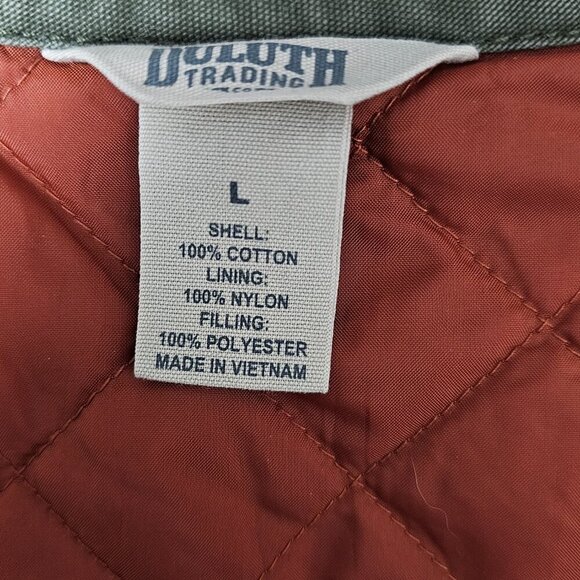 DULUTH
TRADING
L
SHELL:
100% COTTON
LINING:
100% NYLON
FILLING:
100% POLYESTER
MADE IN VIETNAM